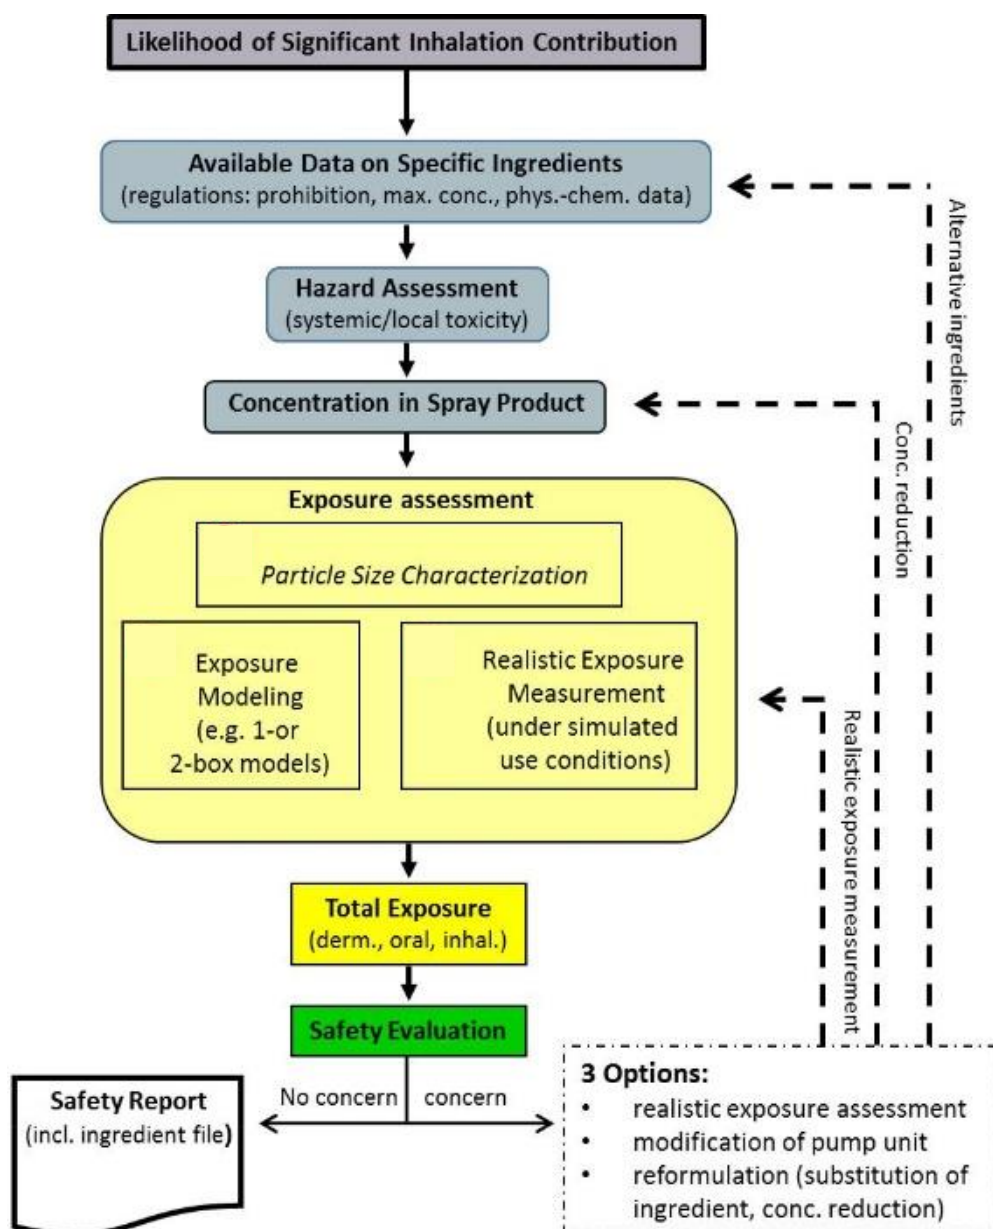 Likelihood of Significant Inhalation Contribution
Available Data on Specific Ingredients
(regulations: prohibition, max. conc., phys.-chem. data)
Hazard Assessment
(systemic/local toxicity)
Concentration in Spray Product
Exposure assessment
Particle Size Characterization
Exposure
Modeling
(e.g. 1-or
2-box models)
Realistic Exposure
Measurement
(under simulated
use conditions)
Total Exposure
(derm., oral, inhal.)
Safety Evaluation
No concern
concern
Safety Report
(incl. ingredient file)
3 Options:
• realistic exposure assessment
• modification of pump unit
• reformulation (substitution of
ingredient, conc. reduction)
Realistic exposure measurement
Conc. reduction
Alternative ingredients